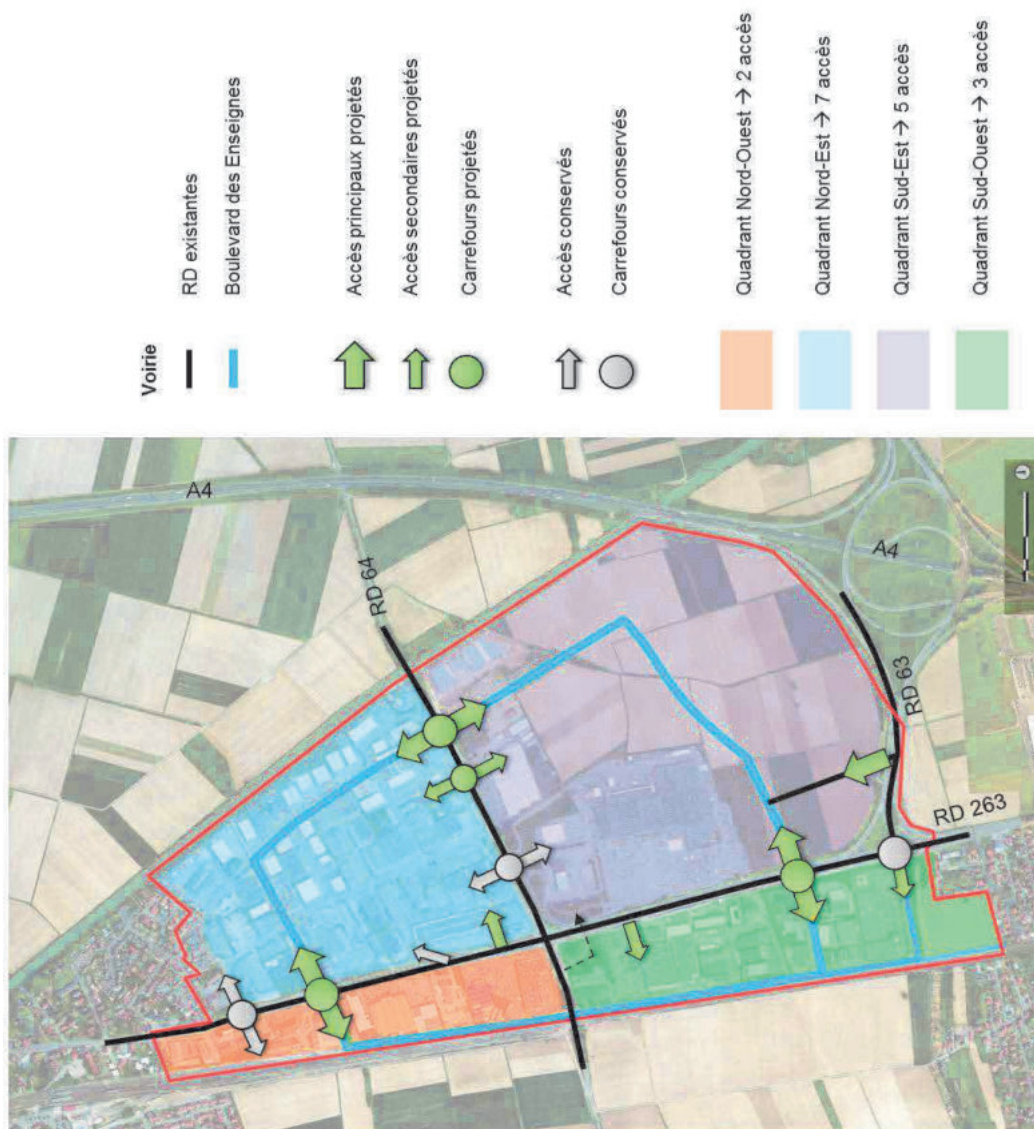 Voirie
RD existantes
Boulevard des Enseignes
Accès principaux projetés
Accès secondaires projetés
Carrefours projetés
Accès conservés
Carrefours conservés
Quadrant Nord-Ouest → 2 accès
Quadrant Nord-Est → 7 accès
Quadrant Sud-Est → 5 accès
Quadrant Sud-Ouest → 3 accès
A4
RD 64
A4
RD 63
RD 263